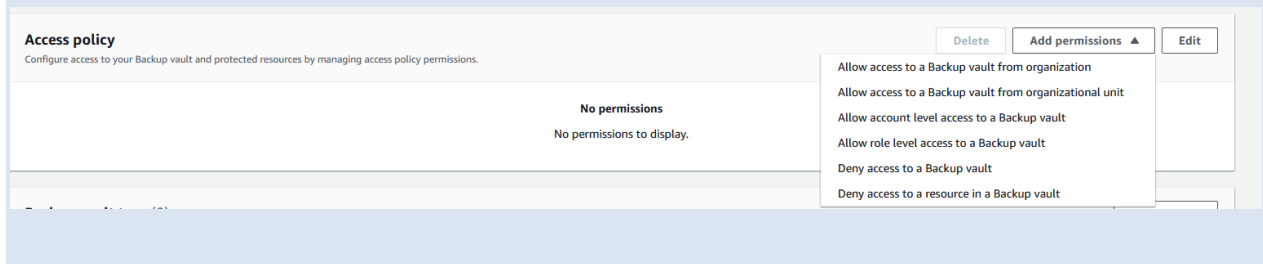 Access policy
Delete
Add permissions ▲
Edit
Configure access to your Backup vault and protected resources by managing access policy permissions.
Allow access to a Backup vault from organization
Allow access to a Backup vault from organizational unit
Allow account level access to a Backup vault
Allow role level access to a Backup vault
Deny access to a Backup vault
Deny access to a resource in a Backup vault
No permissions
No permissions to display.